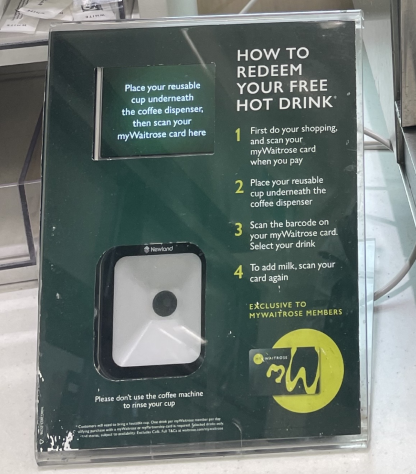 Place your reusable
cup underneath
the coffee dispenser,
then scan your
myWaitrose card here
HOW TO
REDEEM
YOUR FREE
HOT DRINK*
1 First do your shopping,
and scan your
myWaitrose card
when you pay
2 Place your reusable
cup underneath the
coffee dispenser
3 Scan the barcode on
your myWaitrose card.
Select your drink
4 To add milk, scan your
card again
EXCLUSIVE TO
MYWAITROSE MEMBERS
Newland
WAITROSE
Please don't use the coffee machine
to rinse your cup